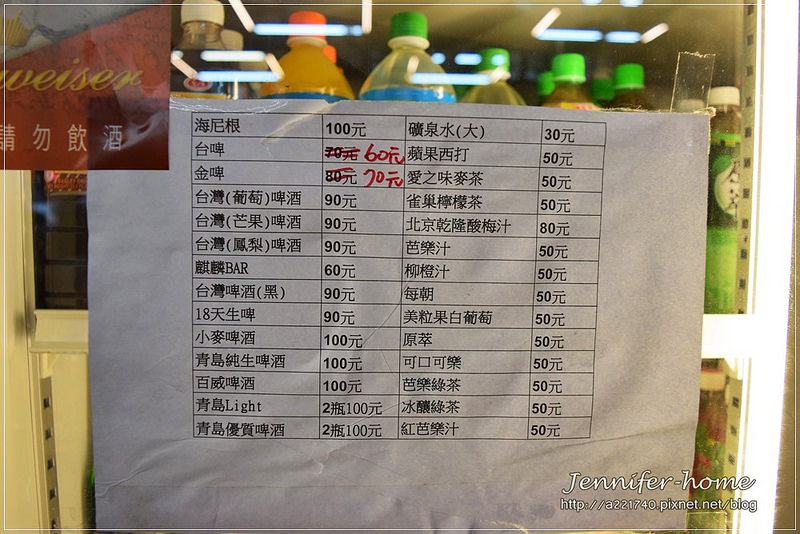 weiser
請勿飲酒
海尼根 100元 礦泉水(大) 30元
台啤 70元 60元 蘋果西打 50元
金啤 80元 70元 愛之味麥茶 50元
台灣(葡萄)啤酒 90元 雀巢檸檬茶 50元
台灣(芒果)啤酒 90元 北京乾隆酸梅汁 80元
台灣(鳳梨)啤酒 90元 芭樂汁 50元
麒麟BAR 60元 柳橙汁 50元
台灣啤酒(黑) 90元 每朝 50元
18天生啤 90元 美粒果白葡萄 50元
小麥啤酒 100元 原萃 50元
青島純生啤酒 100元 可口可樂 50元
百威啤酒 100元 芭樂綠茶 50元
青島Light 2瓶100元 冰釀綠茶 50元
青島優質啤酒 2瓶100元 紅芭樂汁 50元
Jennifer-home
http://a221740.pixnet.net/blog